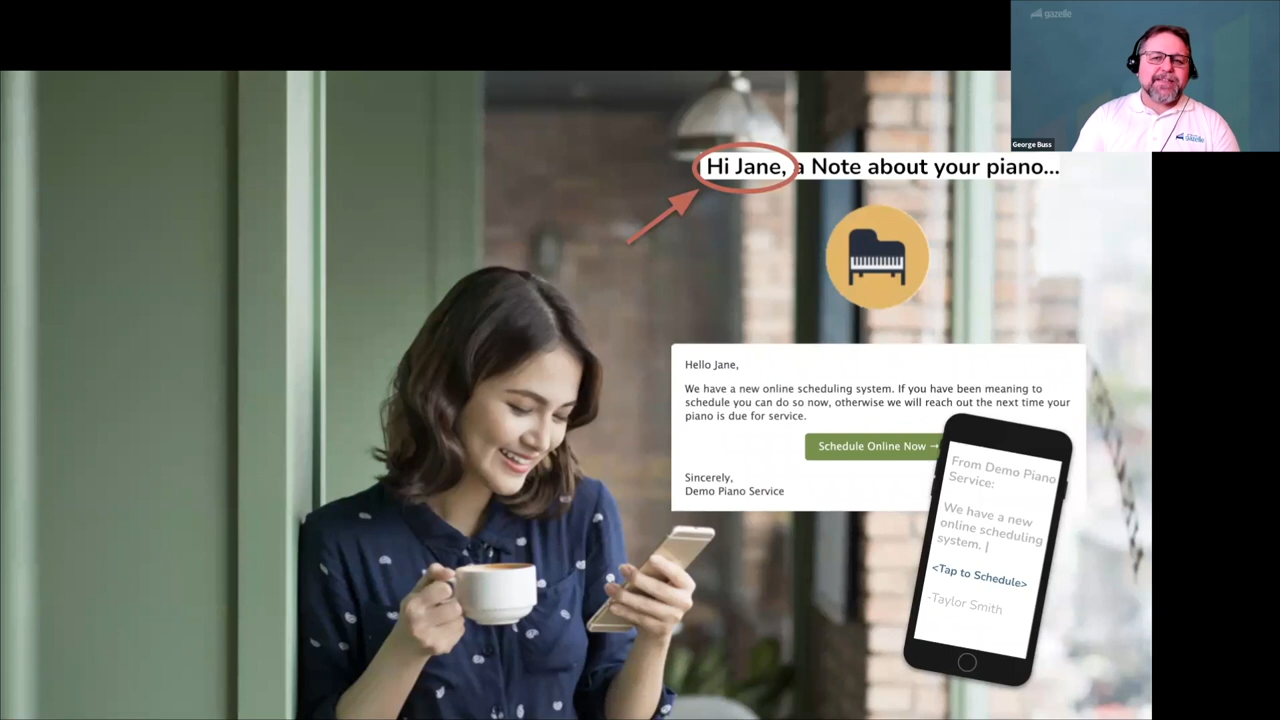 gazelle
George Buss
gazelle
Hi Jane, a Note about your piano...
Hello Jane,
We have a new online scheduling system. If you have been meaning to
schedule you can do so now, otherwise we will reach out the next time your
piano is due for service.
Schedule Online Now →
Sincerely,
Demo Piano Service
From Demo Piano
Service:
We have a new
online scheduling
system. |
<Tap to Schedule>
-Taylor Smith